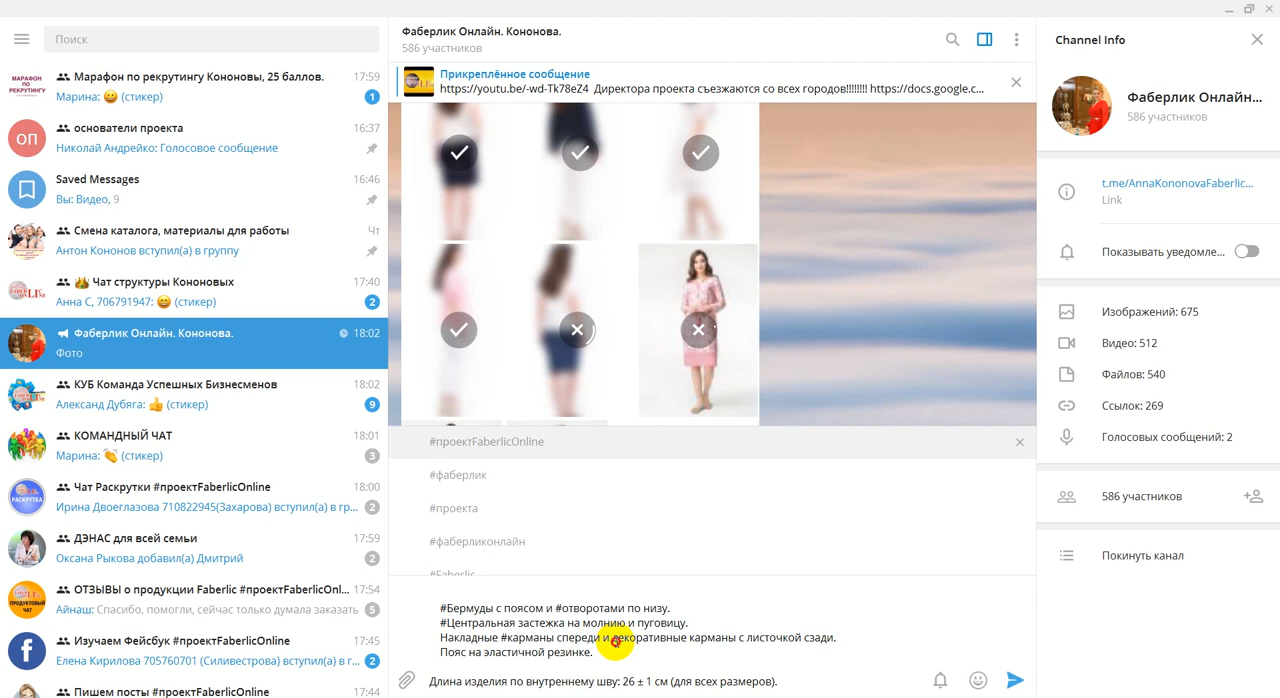 Поиск
МАРАФОН ПО РЕКРУТИНГУ
Марафон по рекрутингу Кононовы, 25 баллов. 17:59
Марина: 😀 (стикер) 1
ОП
основатели проекта 16:37
Николай Андрейко: Голосовое сообщение
Saved Messages 16:46
Вы: Видео, 9
Смена каталога, материалы для работы Чт
Антон Кононов вступил(а) в группу
Чат структуры Кононовых 17:40
Анна С, 706791947: 😄 (стикер) 2
Фаберлик Онлайн. Кононова. 18:02
Фото
КУБ Команда Успешных Бизнесменов 18:02
Александ Дубяга: 👍 (стикер) 9
КОМАНДНЫЙ ЧАТ 18:01
Марина: 👏 (стикер) 3
РАСКРУТКА
Чат Раскрутки #проектFaberlicOnline 18:00
Ирина Двоеглазова 710822945(Захарова) вступил(а) в гр... 2
ДЭНАС для всей семьи 17:59
Оксана Рыкова добавил(а) Дмитрий 2
ПРОДУКТОВЫЙ ЧАТ
ОТЗЫВЫ о продукции Faberlic #проектFaberlicOnl... 17:54
Айнаш: Спасибо, помогли, сейчас только думала заказать 5
Изучаем Фейсбук #проектFaberlicOnline 17:45
Елена Кирилова 705760701 (Силивестрова) вступил(а) в г... 2
Пишем посты #проектFaberlicOnline 17:44
Фаберлик Онлайн. Кононова.
586 участников
Прикреплённое сообщение
https://youtu.be/-wd-Tk78eZ4 Директора проекта съезжаются со всех городов!!!!!!!! https://docs.google.c...
#проектFaberlicOnline
#фаберлик
#проекта
#фаберликонлайн
#Faberlic
#Бермуды с поясом и #отворотами по низу.
#Центральная застежка на молнию и пуговицу.
Накладные #карманы спереди и декоративные карманы с листочкой сзади.
Пояс на эластичной резинке.
Длина изделия по внутреннему шву: 26 ± 1 см (для всех размеров).
Channel Info
Фаберлик Онлайн...
586 участников
t.me/AnnaKononovaFaberlic...
Link
Показывать уведомле...
Изображений: 675
Видео: 512
Файлов: 540
Ссылок: 269
Голосовых сообщений: 2
586 участников
Покинуть канал